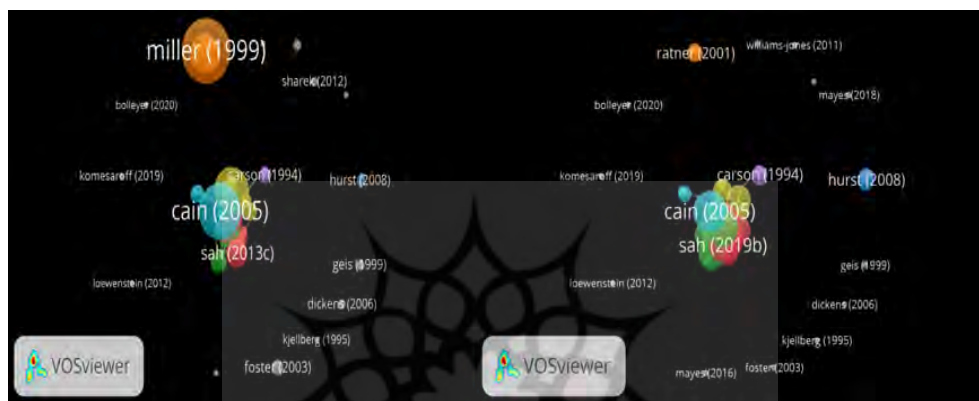 miller (1999)
sharek (2012)
bolleyer (2020)
komesaroff (2019)
carson (1994)
hurst (2008)
cain (2005)
sah (2013c)
geis (1999)
loewenstein (2012)
dickens (2006)
kjellberg (1995)
foster (2003)
VOSviewer
ratner (2001)
williams-jones (2011)
mayes (2018)
bolleyer (2020)
komesaroff (2019)
carson (1994)
hurst (2008)
cain (2005)
sah (2019b)
geis (1999)
loewenstein (2012)
dickens (2006)
kjellberg (1995)
mayes (2016)
foster (2003)
VOSviewer